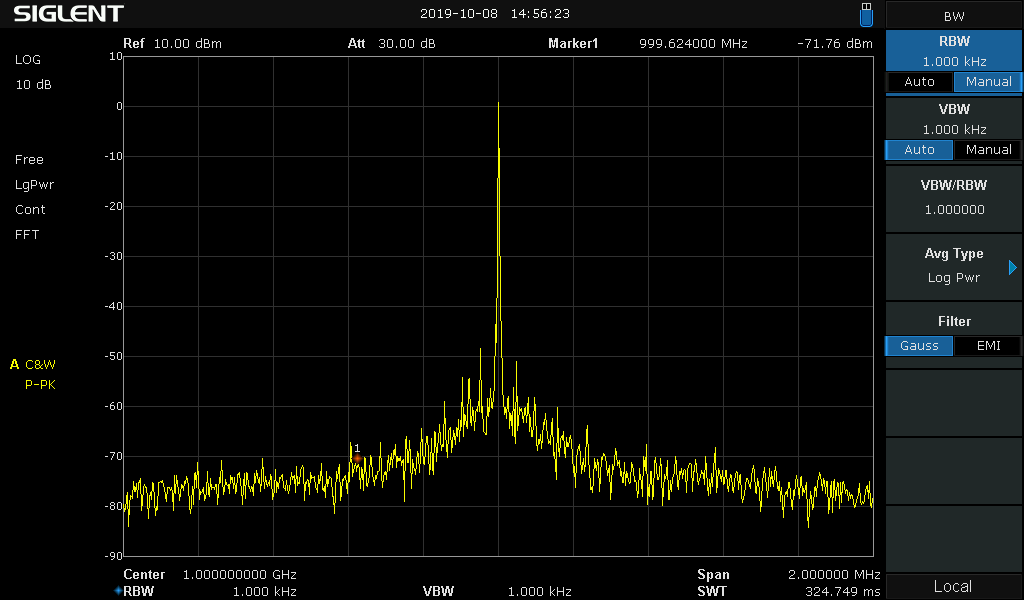 SIGLENT 2019-10-08 14:56:23
Ref 10.00 dBm Att 30.00 dB Marker1 999.624000 MHz -71.76 dBm
LOG
10 dB
Free
LgPwr
Cont
FFT
A C&W
P-PK
10
0
-10
-20
-30
-40
-50
-60
-70
-80
-90
1
Center 1.000000000 GHz Span 2.000000 MHz
RBW 1.000 kHz VBW 1.000 kHz SWT 324.749 ms
BW
RBW
1.000 kHz
Auto Manual
VBW
1.000 kHz
Auto Manual
VBW/RBW
1.000000
Avg Type
Log Pwr
Filter
Gauss EMI
Local